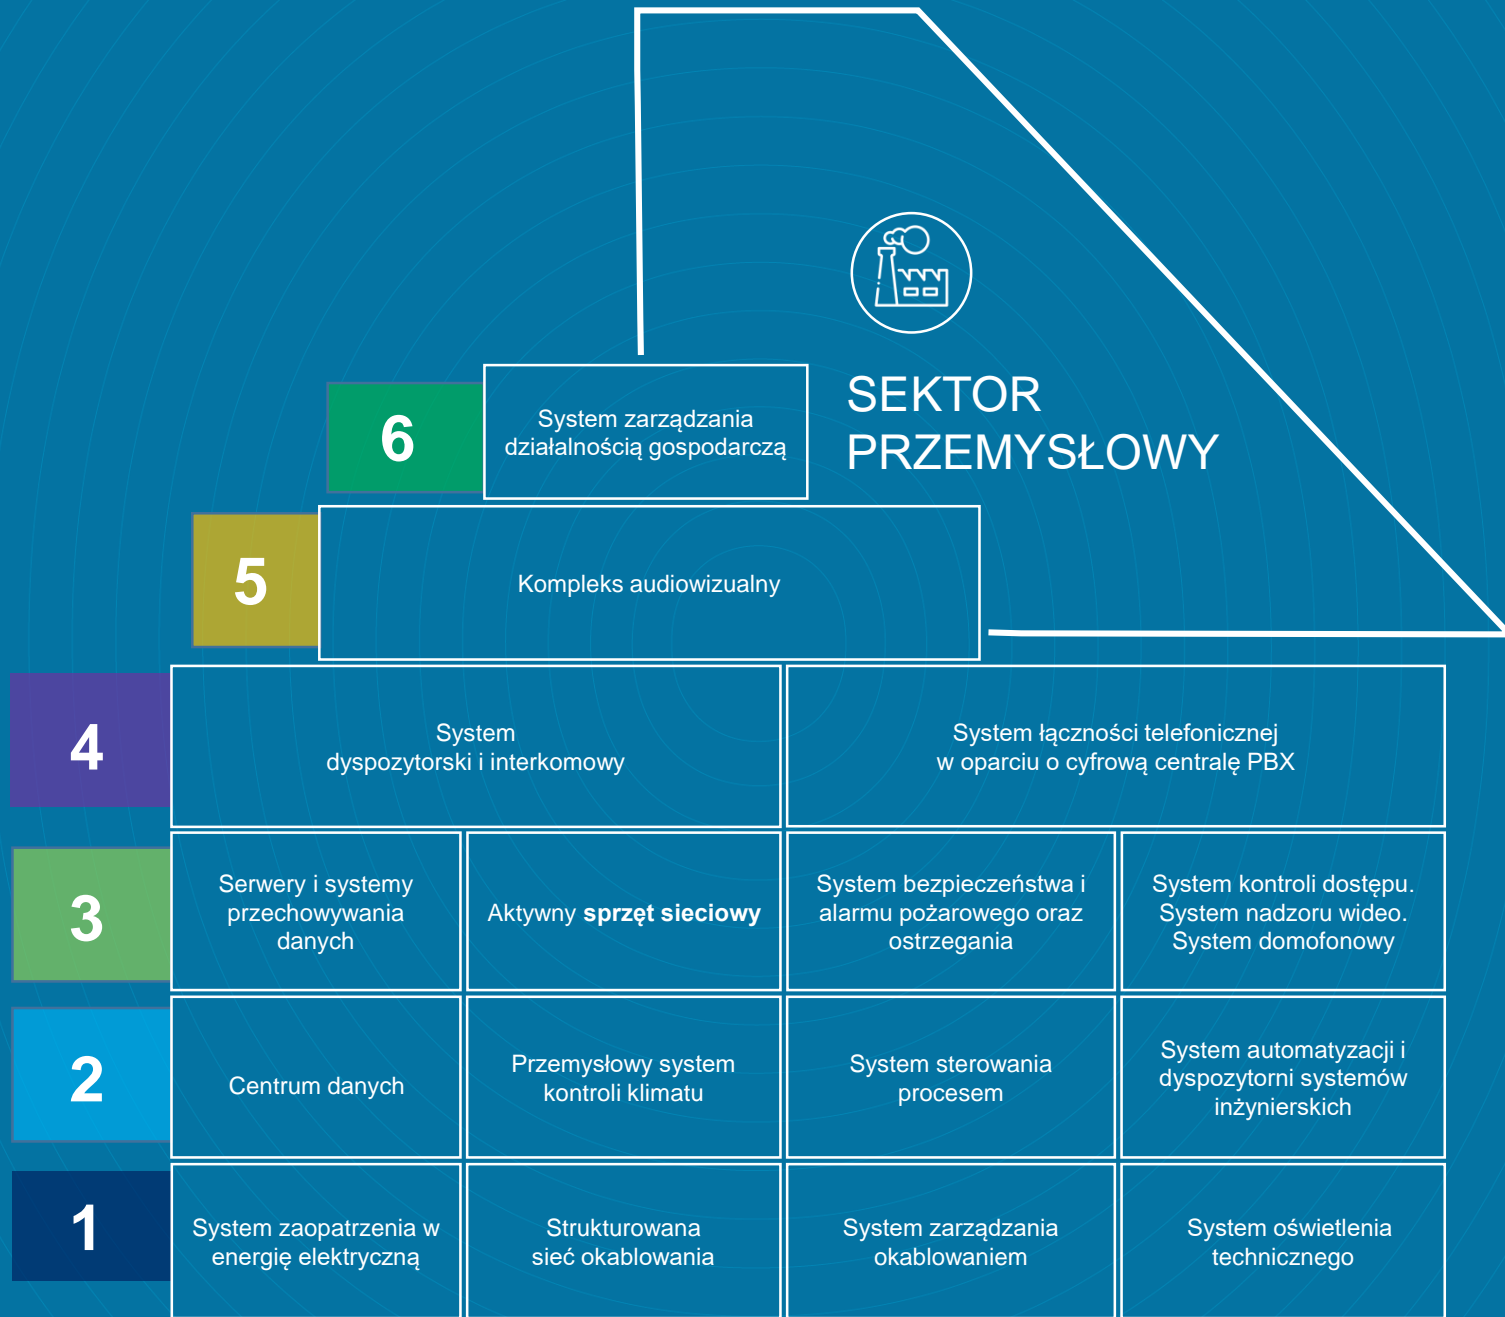 SEKTOR
PRZEMYSŁOWY
6
System zarządzania
działalnością gospodarczą
5
Kompleks audiowizualny
4
System
dyspozytorski i interkomowy
System łączności telefonicznej
w oparciu o cyfrową centralę PBX
3
Serwery i systemy
przechowywania
danych
Aktywny sprzęt sieciowy
System bezpieczeństwa i
alarmu pożarowego oraz
ostrzegania
System kontroli dostępu.
System nadzoru wideo.
System domofonowy
2
Centrum danych
Przemysłowy system
kontroli klimatu
System sterowania
procesem
System automatyzacji i
dyspozytorni systemów
inżynierskich
1
System zaopatrzenia w
energię elektryczną
Strukturowana
sieć okablowania
System zarządzania
okablowaniem
System oświetlenia
technicznego